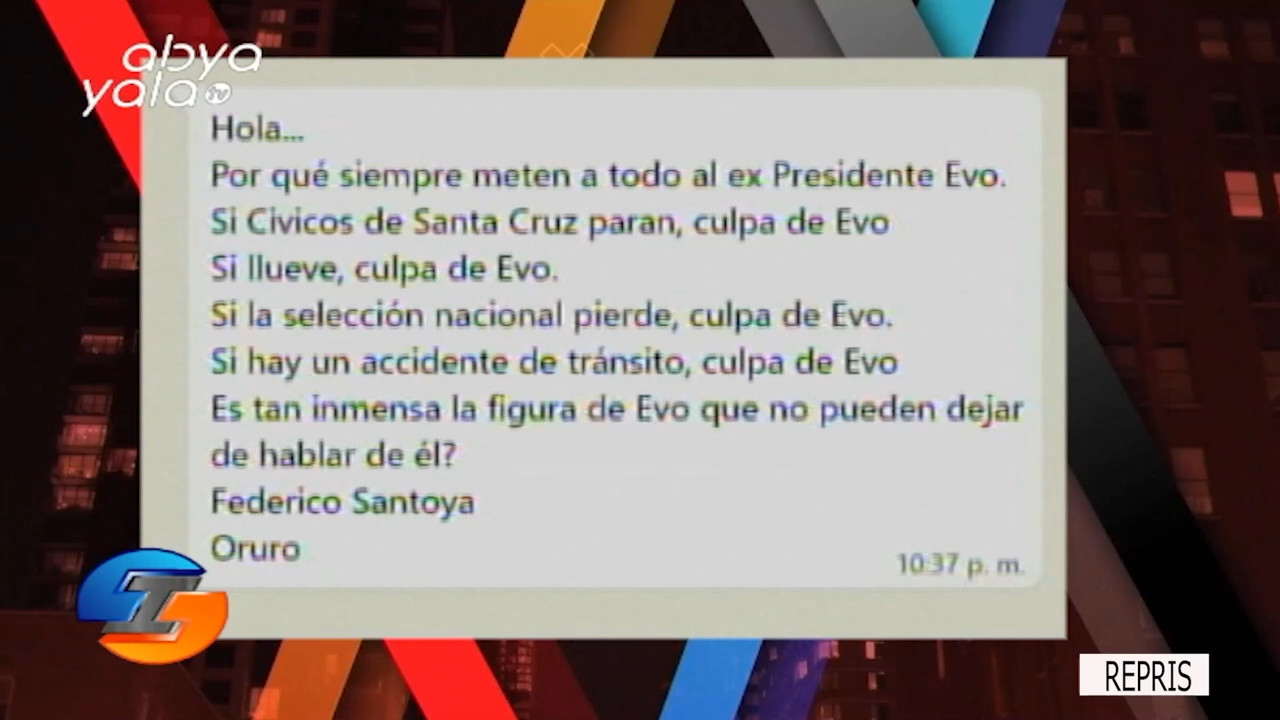 abya
yala tv
Hola...
Por qué siempre meten a todo al ex Presidente Evo.
Si Civicos de Santa Cruz paran, culpa de Evo
Si llueve, culpa de Evo.
Si la selección nacional pierde, culpa de Evo.
Si hay un accidente de tránsito, culpa de Evo
Es tan inmensa la figura de Evo que no pueden dejar
de hablar de él?
Federico Santoya
Oruro
10:37 p. m.
REPRIS